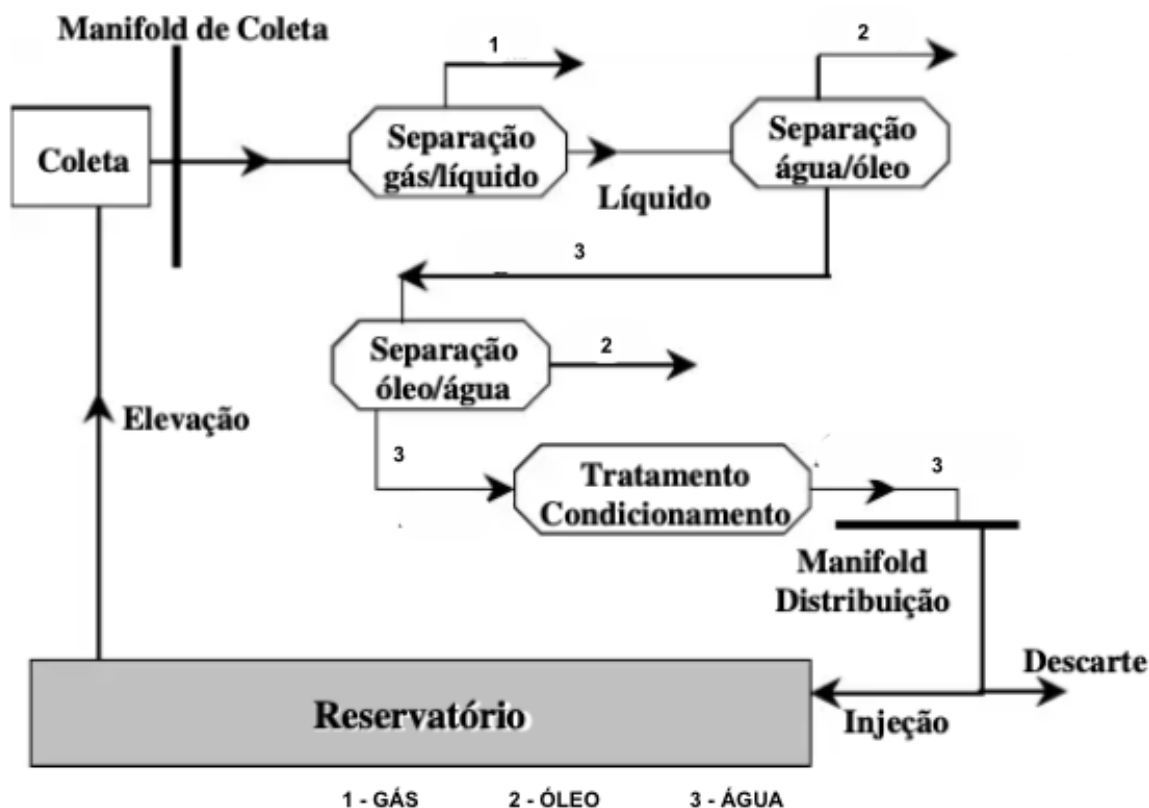 Manifold de Coleta
1
2
Coleta
Separação
gás/líquido
Separação
água/óleo
Líquido
3
Separação
óleo/água
2
Elevação
3
Tratamento
Condicionamento
3
Manifold
Distribuição
Descarte
Injeção
Reservatório
1 - GÁS 2 - ÓLEO 3 - ÁGUA